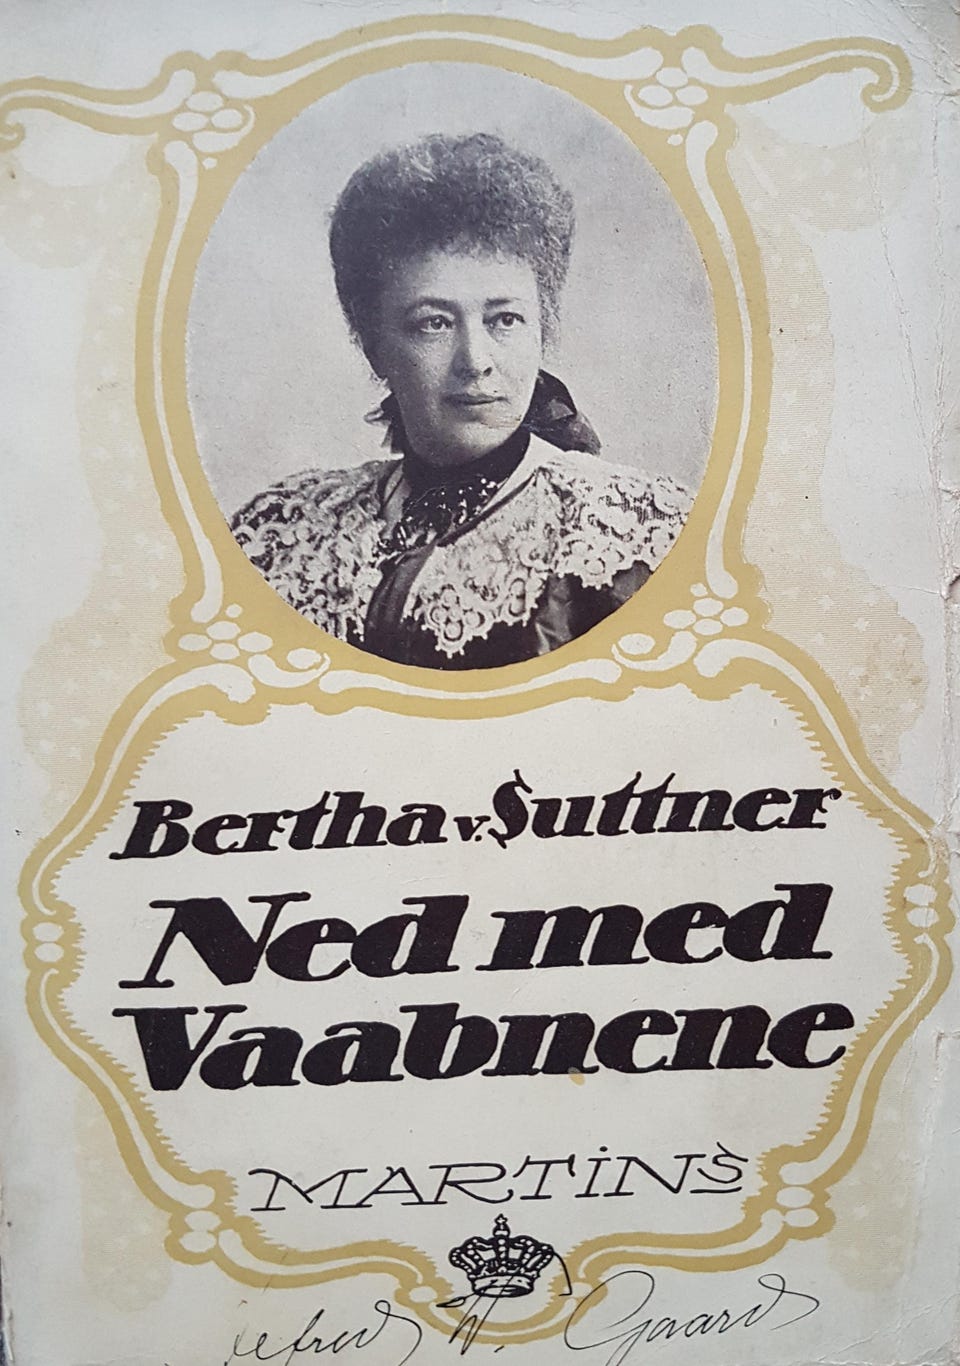 Bertha v. Suttner
Ned med
Vaabnene
MARTINS